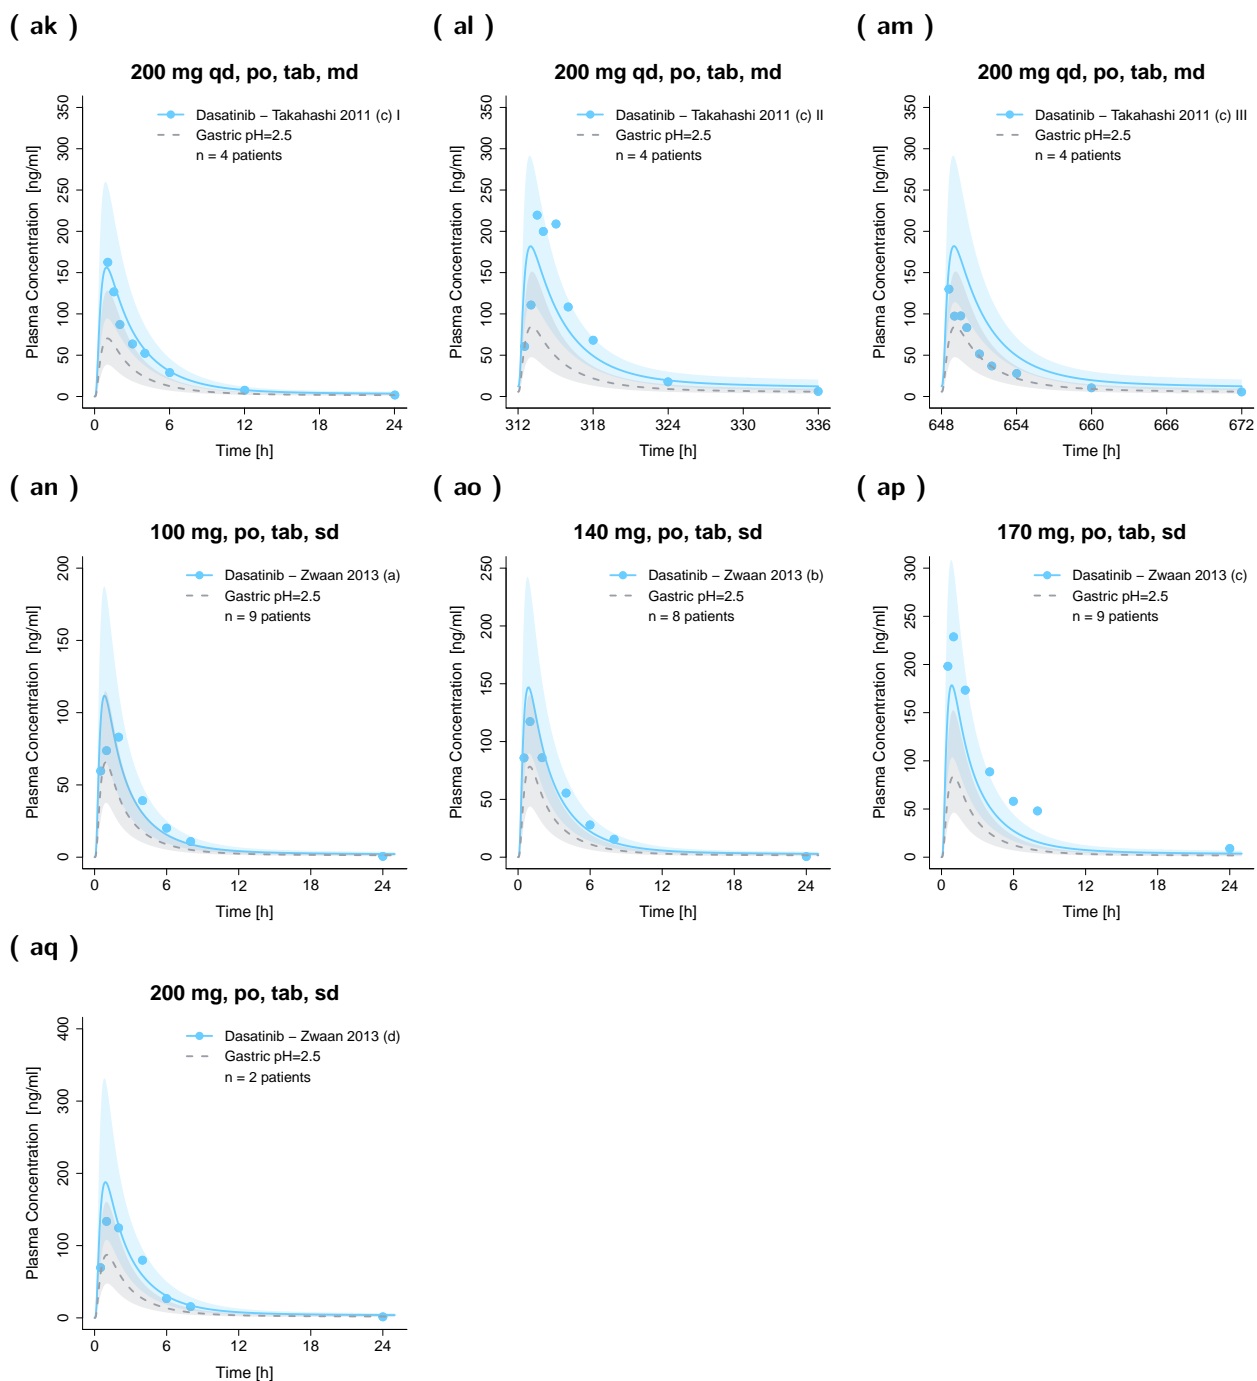 ( ak )
200 mg qd, po, tab, md
Plasma Concentration [ng/ml]
350
300
250
200
150
100
50
0
Dasatinib – Takahashi 2011 (c) I
Gastric pH=2.5
n = 4 patients
0 6 12 18 24
Time [h]
( al )
200 mg qd, po, tab, md
Plasma Concentration [ng/ml]
350
300
250
200
150
100
50
0
Dasatinib – Takahashi 2011 (c) II
Gastric pH=2.5
n = 4 patients
312 318 324 330 336
Time [h]
( am )
200 mg qd, po, tab, md
Plasma Concentration [ng/ml]
350
300
250
200
150
100
50
0
Dasatinib – Takahashi 2011 (c) III
Gastric pH=2.5
n = 4 patients
648 654 660 666 672
Time [h]
( an )
100 mg, po, tab, sd
Plasma Concentration [ng/ml]
200
150
100
50
0
Dasatinib – Zwaan 2013 (a)
Gastric pH=2.5
n = 9 patients
0 6 12 18 24
Time [h]
( ao )
140 mg, po, tab, sd
Plasma Concentration [ng/ml]
250
200
150
100
50
0
Dasatinib – Zwaan 2013 (b)
Gastric pH=2.5
n = 8 patients
0 6 12 18 24
Time [h]
( ap )
170 mg, po, tab, sd
Plasma Concentration [ng/ml]
300
250
200
150
100
50
0
Dasatinib – Zwaan 2013 (c)
Gastric pH=2.5
n = 9 patients
0 6 12 18 24
Time [h]
( aq )
200 mg, po, tab, sd
Plasma Concentration [ng/ml]
400
300
200
100
0
Dasatinib – Zwaan 2013 (d)
Gastric pH=2.5
n = 2 patients
0 6 12 18 24
Time [h]